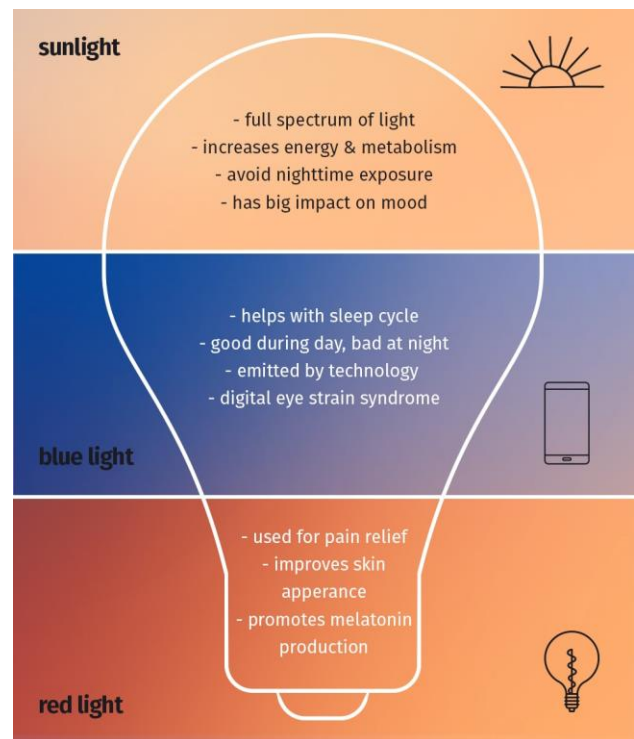 sunlight
- full spectrum of light
- increases energy & metabolism
- avoid nighttime exposure
- has big impact on mood
- helps with sleep cycle
- good during day, bad at night
- emitted by technology
- digital eye strain syndrome
blue light
- used for pain relief
- improves skin
apperance
- promotes melatonin
production
red light